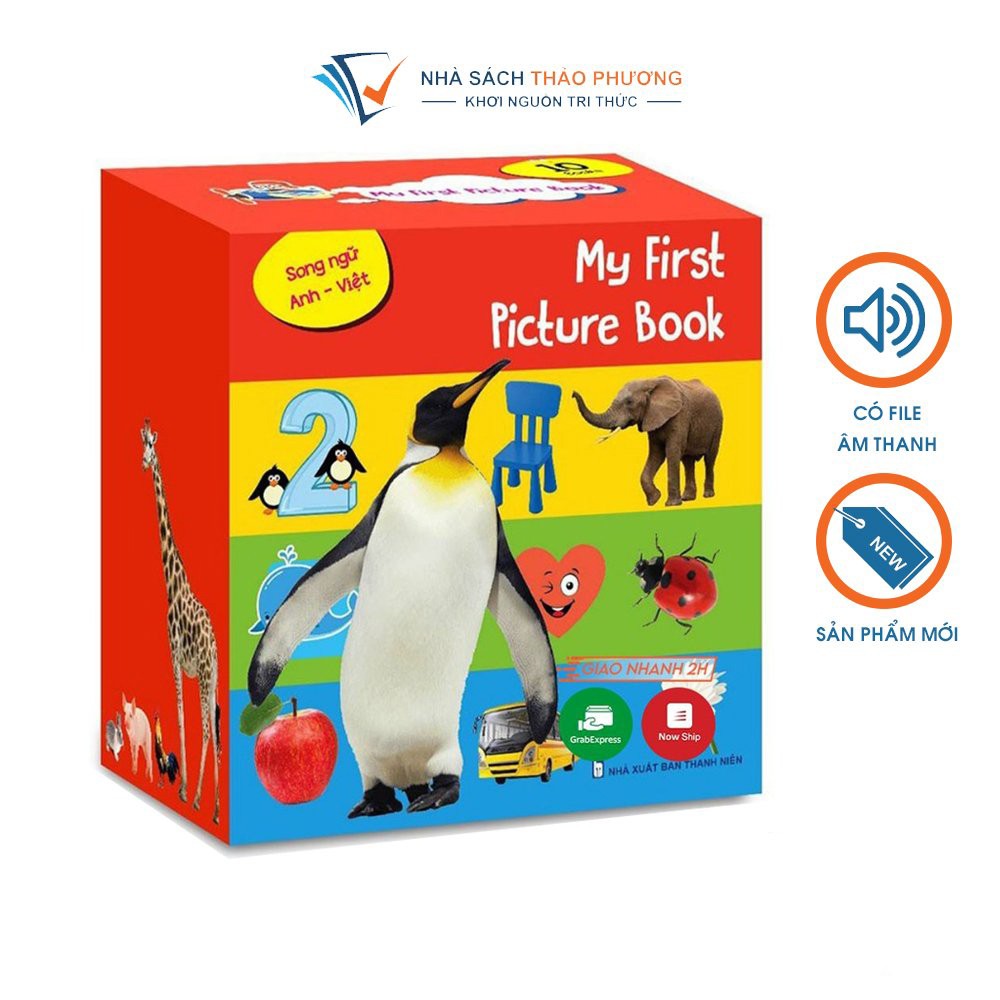 NHÀ SÁCH THẢO PHƯƠNG
KHƠI NGUỒN TRI THỨC
10
books
My First Picture Book
Song ngữ
Anh - Việt
My First
Picture Book
2
CÓ FILE
ÂM THANH
NEW
SẢN PHẨM MỚI
GIAO NHANH 2H
GrabExpress
Now Ship
NHÀ XUẤT BẢN THANH NIÊN